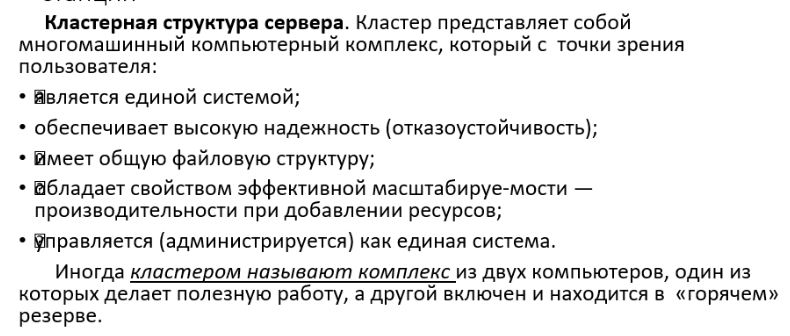 Кластерная структура сервера. Кластер представляет собой
многомашинный компьютерный комплекс, который с точки зрения
пользователя:
• является единой системой;
• обеспечивает высокую надежность (отказоустойчивость);
• имеет общую файловую структуру;
• обладает свойством эффективной масштабируе-мости —
производительности при добавлении ресурсов;
• управляется (администрируется) как единая система.
Иногда кластером называют комплекс из двух компьютеров, один из
которых делает полезную работу, а другой включен и находится в «горячем»
резерве.